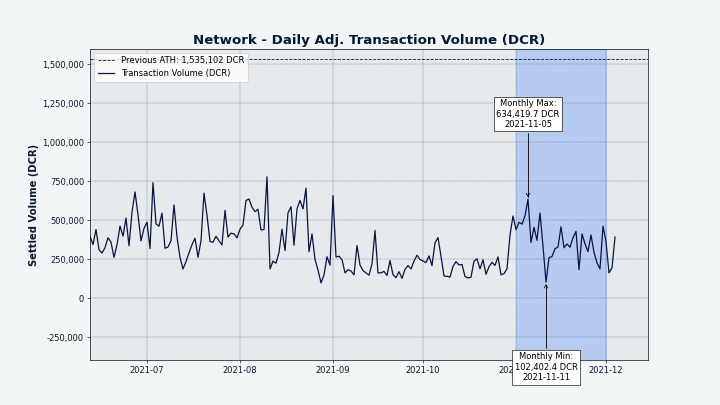 Network - Daily Adj. Transaction Volume (DCR)
Previous ATH: 1,535,102 DCR
Transaction Volume (DCR)
Settled Volume (DCR)
1,500,000
1,250,000
1,000,000
750,000
500,000
250,000
0
-250,000
Monthly Max:
634,419.7 DCR
2021-11-05
Monthly Min:
102,402.4 DCR
2021-11-11
2021-07
2021-08
2021-09
2021-10
2021-12